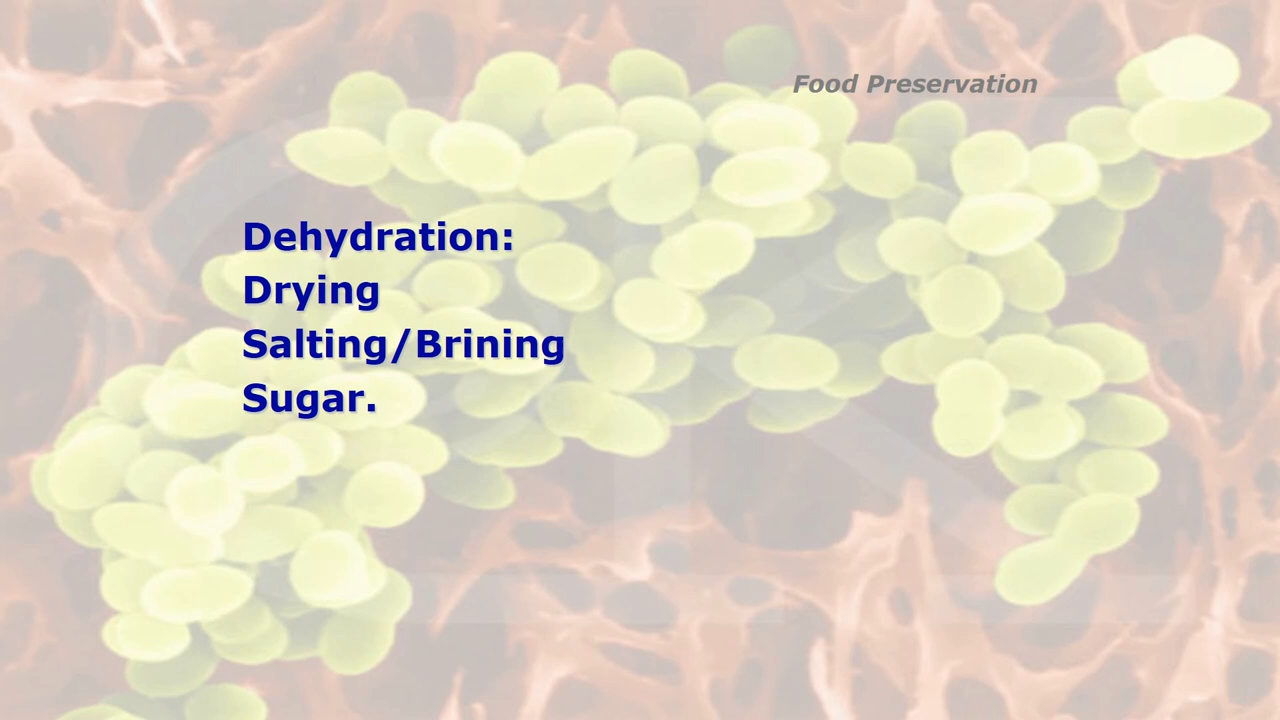 Food Preservation
Dehydration:
Drying
Salting/Brining
Sugar.